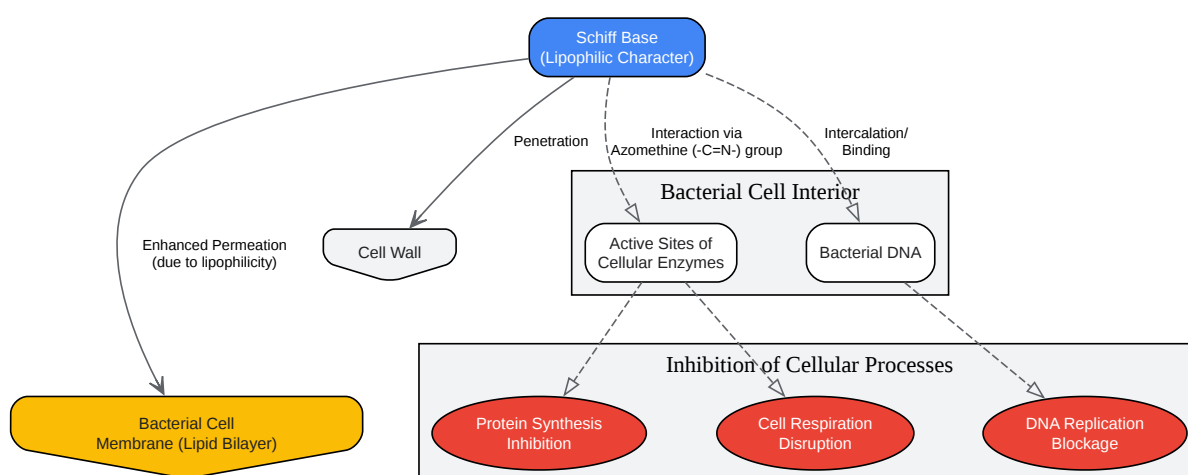 Schiff Base
(Lipophilic Character)
Penetration
Interaction via
Azomethine (-C=N-) group
Intercalation/
Binding
Bacterial Cell Interior
Enhanced Permeation
(due to lipophilicity)
Cell Wall
Active Sites of
Cellular Enzymes
Bacterial DNA
Inhibition of Cellular Processes
Bacterial Cell
Membrane (Lipid Bilayer)
Protein Synthesis
Inhibition
Cell Respiration
Disruption
DNA Replication
Blockage